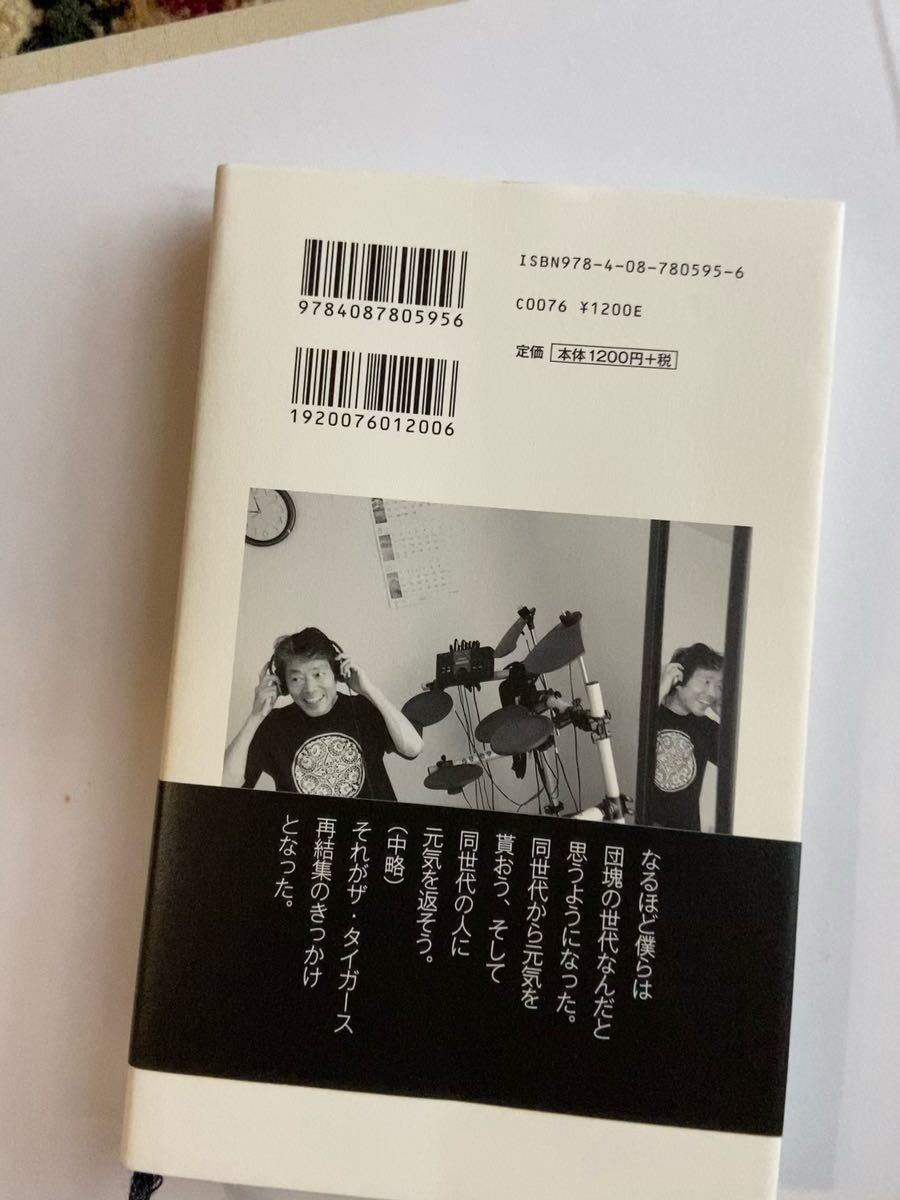 9784087805956
ISBN978-4-08-780595-6
C0076 ¥1200E
定価 本体1200円+税
1920076012006
なるほど僕らは
団塊の世代なんだと
思うようになった。
同世代から元気を
貰おう、そして
同世代の人に
元気を返そう。
(中略)
それがザ・タイガース
再結集のきっかけ
となった。